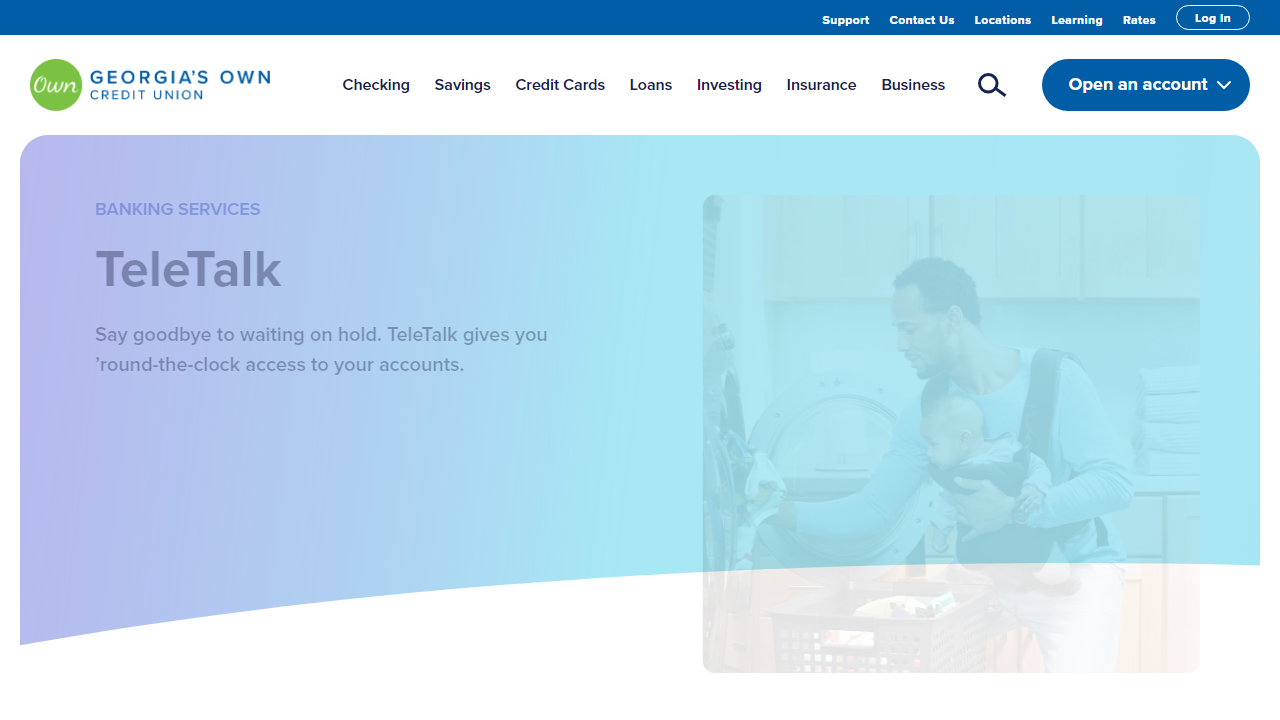 Support Contact Us Locations Learning Rates Log In
Own GEORGIA'S OWN
CREDIT UNION
Checking Savings Credit Cards Loans Investing Insurance Business Open an account
BANKING SERVICES
TeleTalk
Say goodbye to waiting on hold. TeleTalk gives you
’round-the-clock access to your accounts.